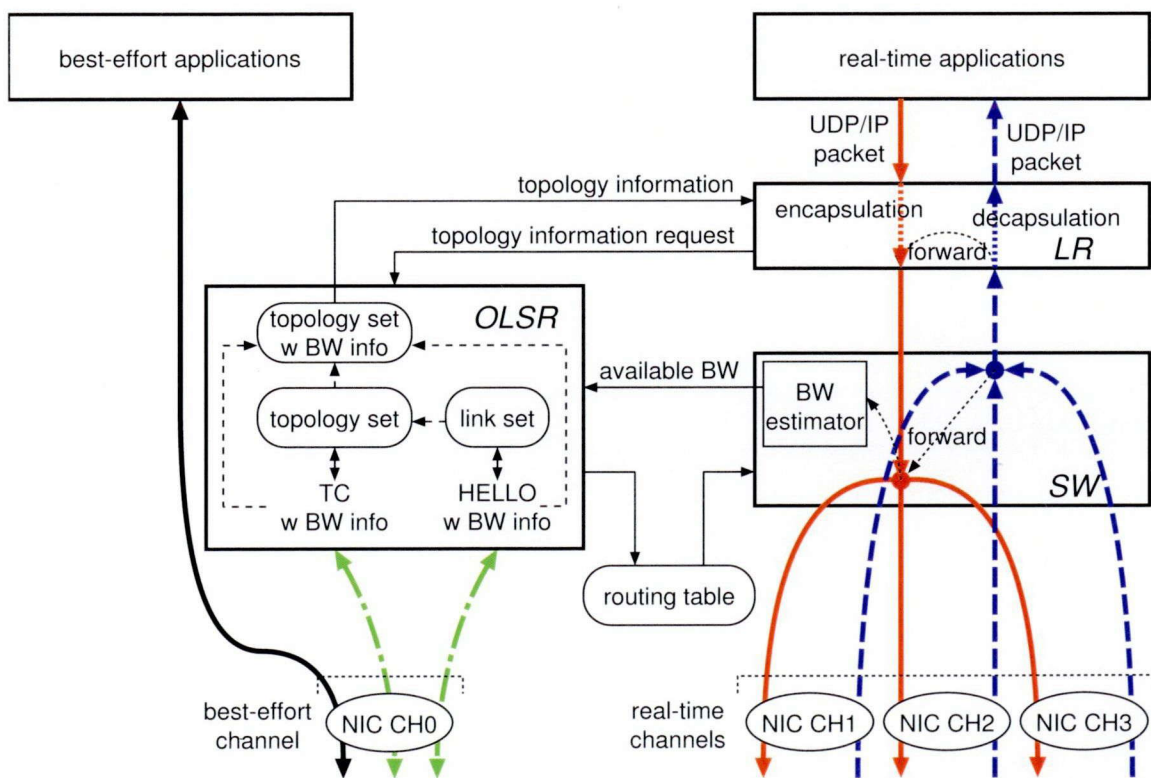 best-effort applications
real-time applications
UDP/IP
packet
UDP/IP
packet
topology information
encapsulation
decapsulation
topology information request
forward
LR
topology set
w BW info
OLSR
available BW
BW
estimator
topology set
link set
forward
TC
w BW info
HELLO
w BW info
SW
routing table
best-effort
channel
NIC CH0
real-time
channels
NIC CH1
NIC CH2
NIC CH3